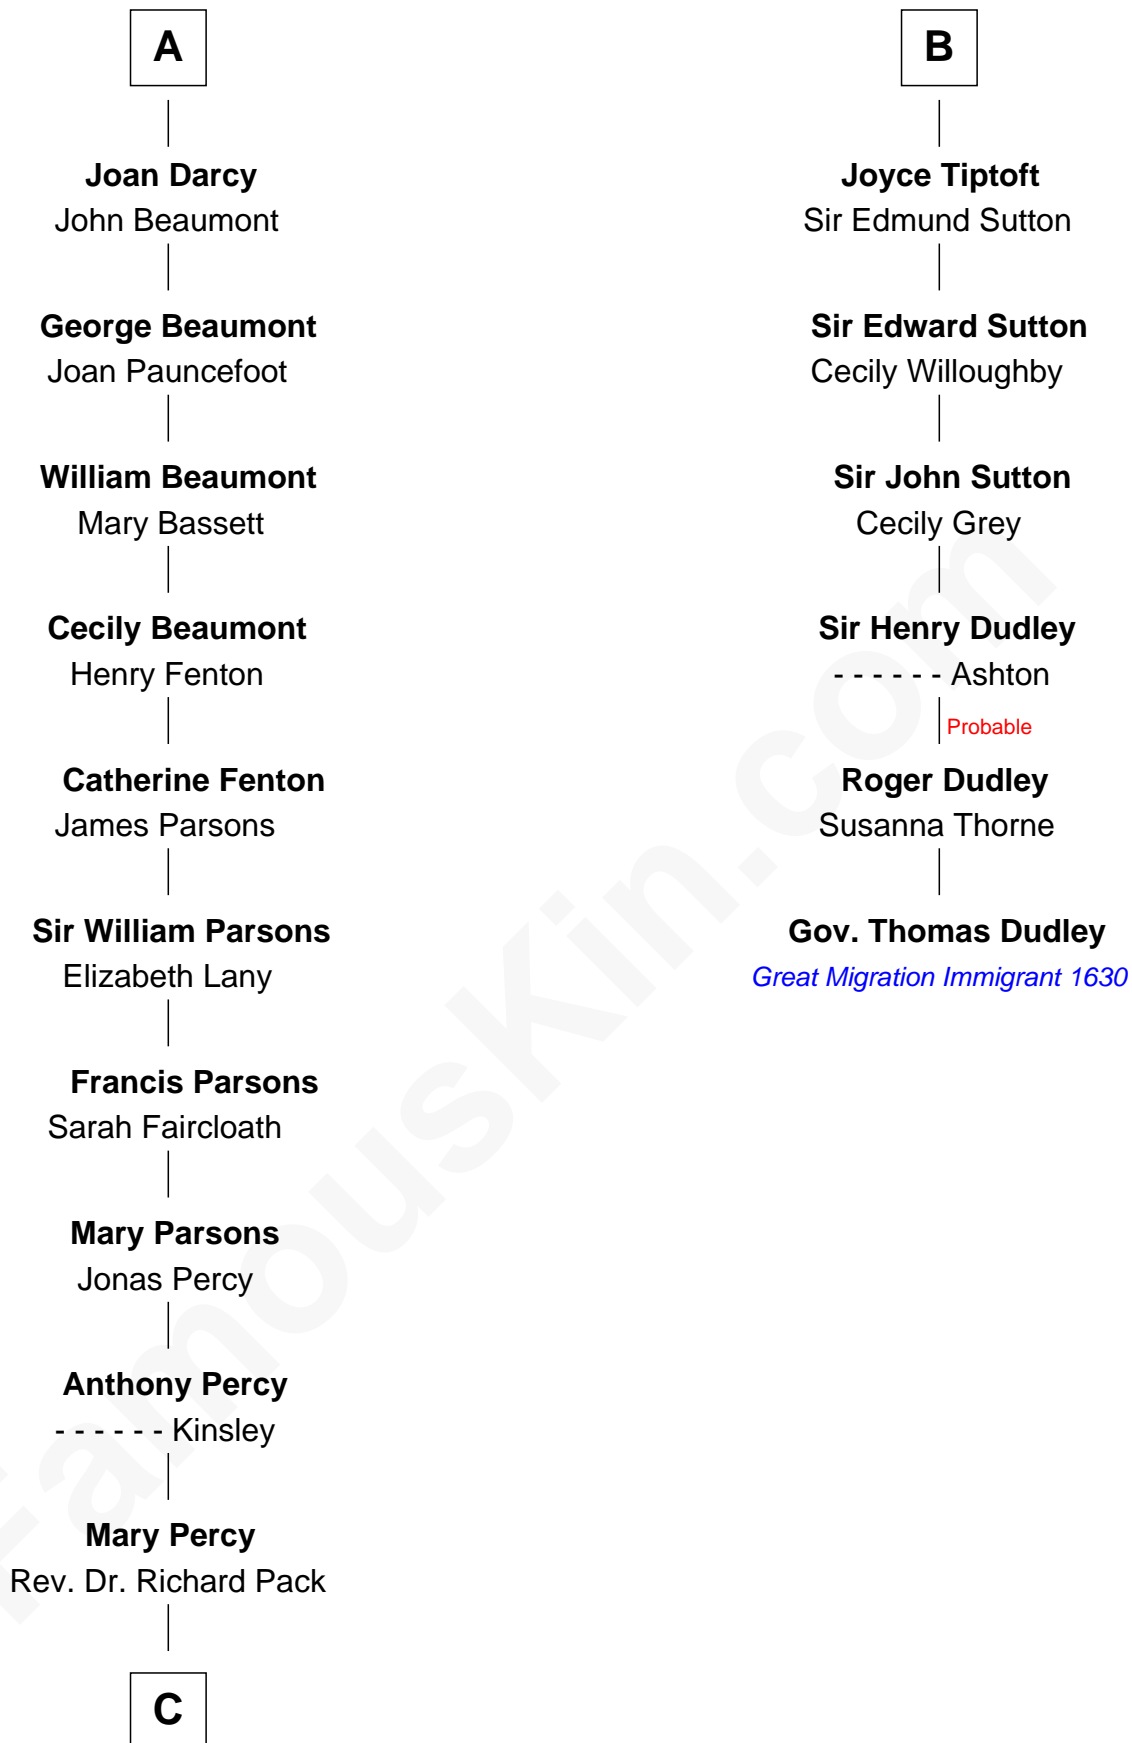 A
Joan Darcy
John Beaumont
George Beaumont
Joan Pauncefoot
William Beaumont
Mary Bassett
Cecily Beaumont
Henry Fenton
Catherine Fenton
James Parsons
Sir William Parsons
Elizabeth Lany
Francis Parsons
Sarah Faircloath
Mary Parsons
Jonas Percy
Anthony Percy
- - - - - - Kinsley
Mary Percy
Rev. Dr. Richard Pack
C
B
Joyce Tiptoft
Sir Edmund Sutton
Sir Edward Sutton
Cecily Willoughby
Sir John Sutton
Cecily Grey
Sir Henry Dudley
- - - - - - Ashton
Probable
Roger Dudley
Susanna Thorne
Gov. Thomas Dudley
Great Migration Immigrant 1630
FamousKin.com